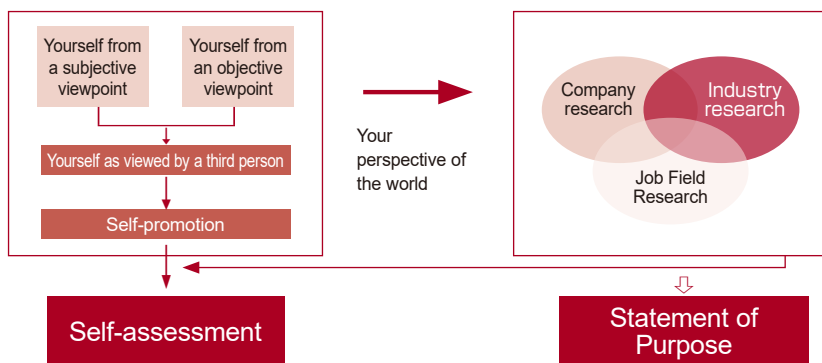 Yourself from
a subjective
viewpoint
Yourself from
an objective
viewpoint
Yourself as viewed by a third person
Self-promotion
Self-assessment
Your
perspective of
the world
Company
research
Industry
research
Job Field
Research
Statement of
Purpose